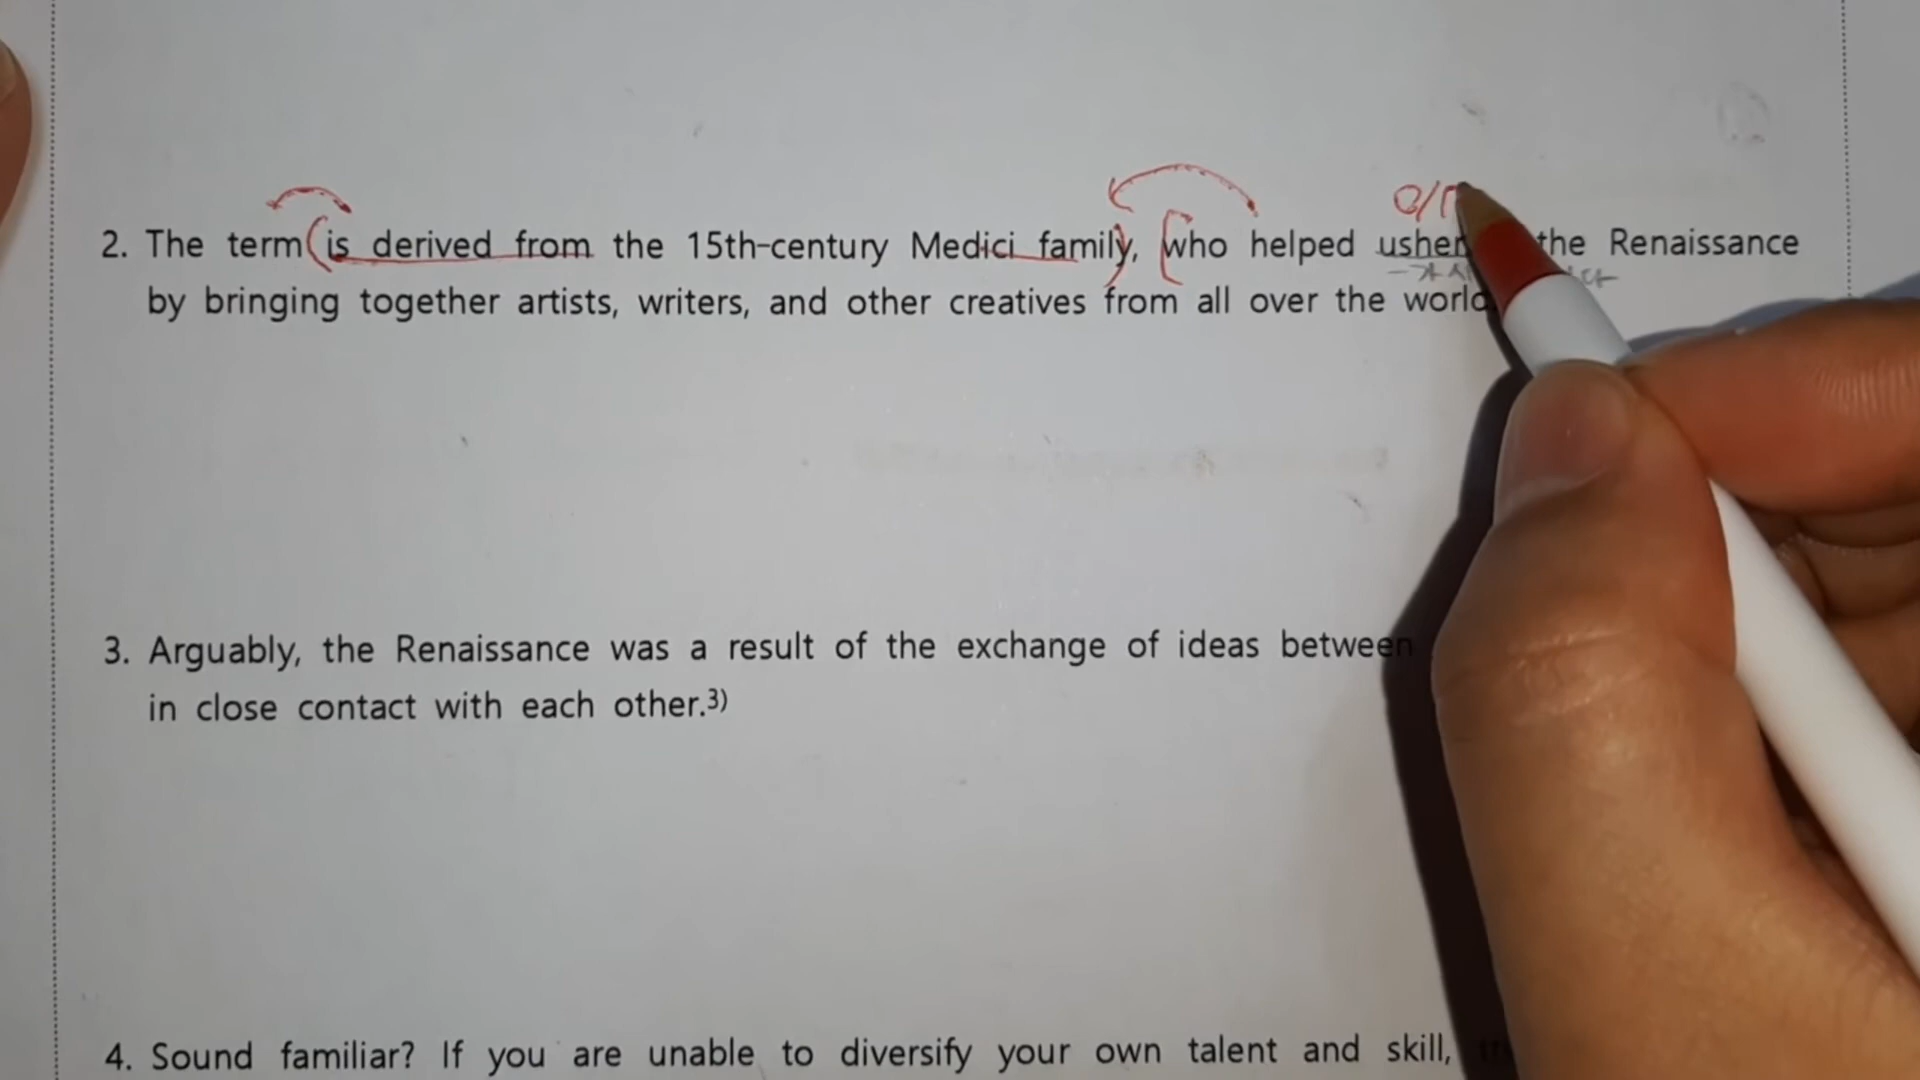 2. The term is derived from the 15th-century Medici family, who helped usher the Renaissance
by bringing together artists, writers, and other creatives from all over the world
3. Arguably, the Renaissance was a result of the exchange of ideas between
in close contact with each other.3)
4. Sound familiar? If you are unable to diversify your own talent and skill,